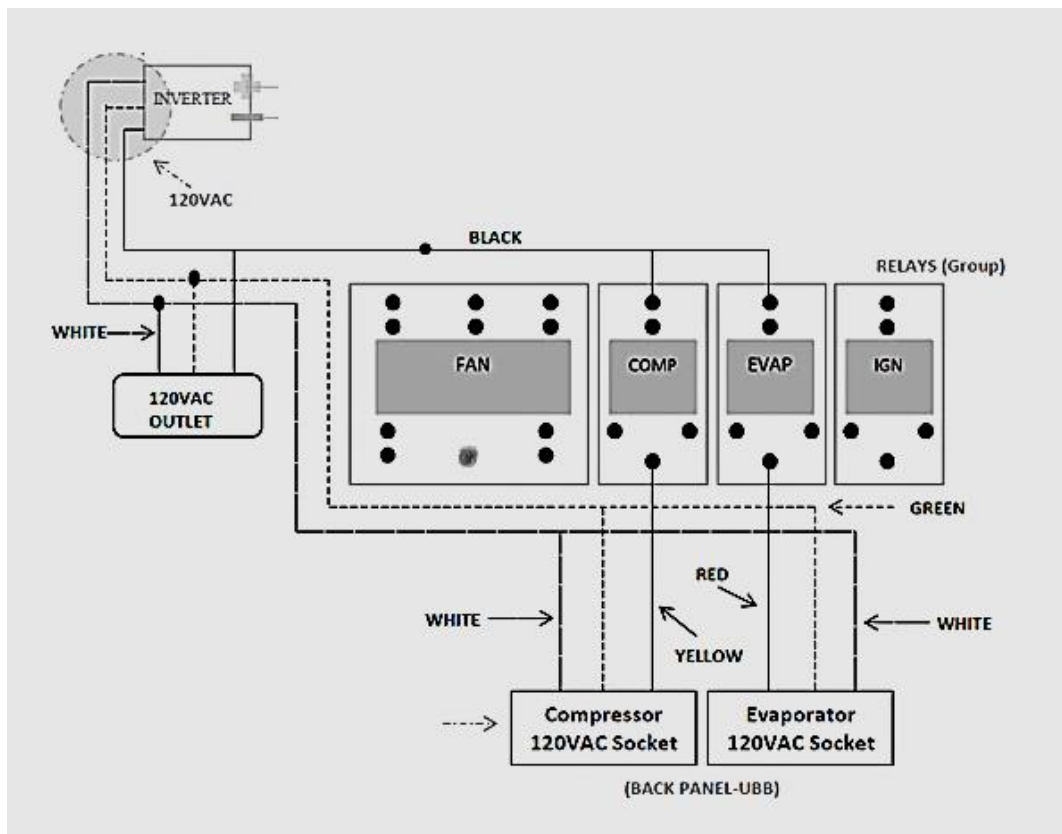 INVERTER
120VAC
BLACK
RELAYS (Group)
WHITE
FAN
COMP
EVAP
IGN
120VAC
OUTLET
GREEN
RED
WHITE
WHITE
YELLOW
Compressor
120VAC Socket
Evaporator
120VAC Socket
(BACK PANEL-UBB)